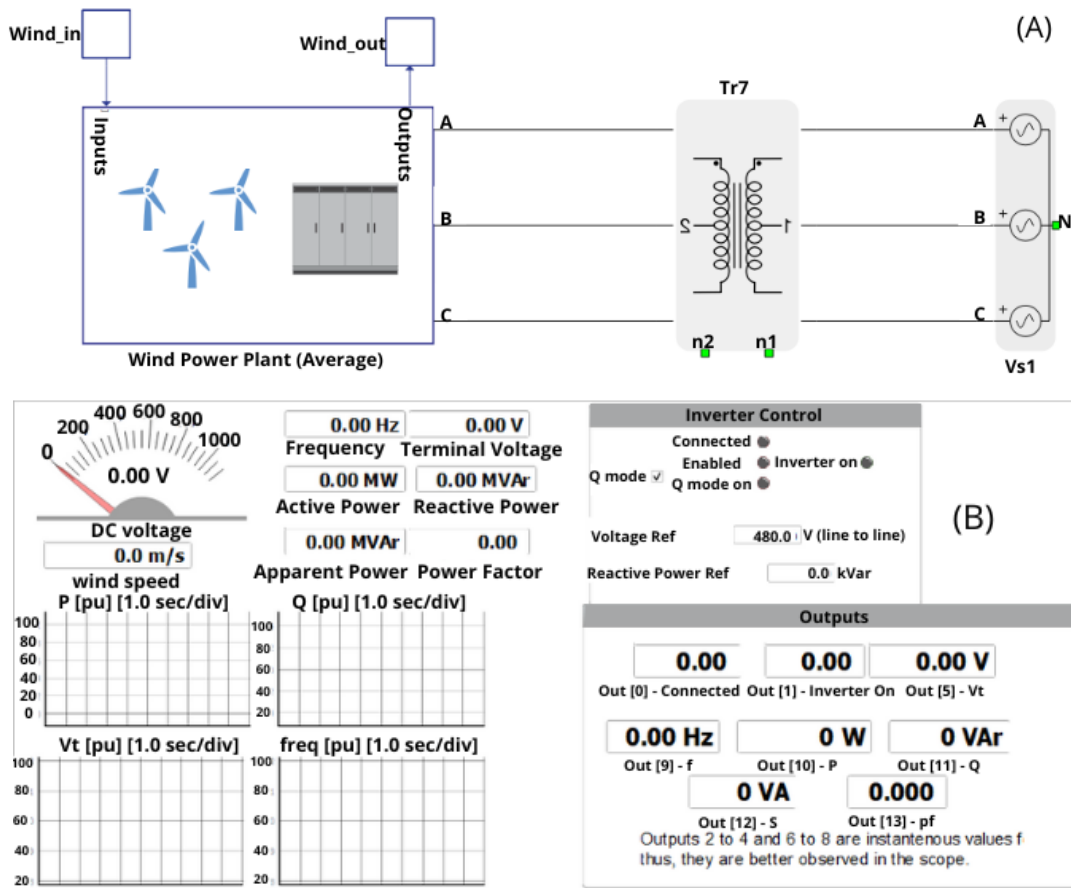 Wind_in
Wind_out
(A)
Inputs
Outputs
Tr7
A
A
B
B
N
2
1
C
C
n2
n1
Wind Power Plant (Average)
Vs1
0
200
400
600
800
1000
0.00 V
DC voltage
0.0 m/s
wind speed
0.00 Hz
0.00 V
Frequency
Terminal Voltage
0.00 MW
0.00 MVAr
Active Power
Reactive Power
0.00 MVAr
0.00
Apparent Power
Power Factor
Inverter Control
Connected
Enabled
Inverter on
Q mode
Q mode on
(B)
Voltage Ref
480.0
V (line to line)
Reactive Power Ref
0.0 kVar
P [pu] [1.0 sec/div]
100
80
60
40
20
0
Q [pu] [1.0 sec/div]
100
60
40
20
Vt [pu] [1.0 sec/div]
100
80
60
40
20
freq [pu] [1.0 sec/div]
100
80
60
40
20
Outputs
0.00
0.00
0.00 V
Out [0] - Connected
Out [1] - Inverter On
Out [5] - Vt
0.00 Hz
0 W
0 VAr
Out [9] - f
Out [10] - P
Out [11] - Q
0 VA
0.000
Out [12] - S
Out [13] - pf
Outputs 2 to 4 and 6 to 8 are instantenous values f
thus, they are better observed in the scope.